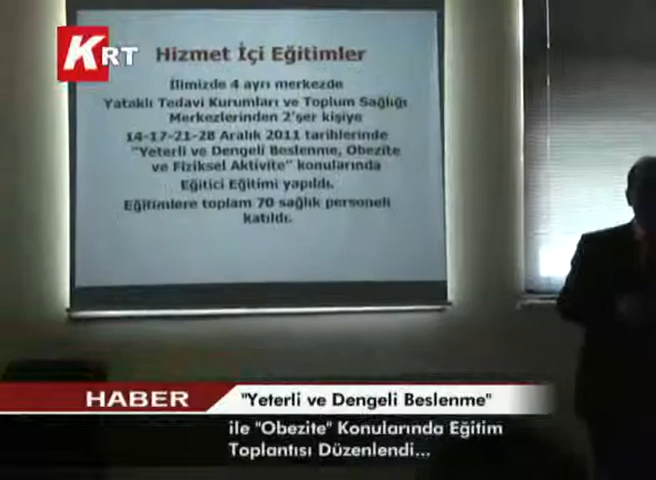 KRT
Hizmet İçi Eğitimler
İlimizde 4 ayrı merkezde
Yataklı Tedavi Kurumları ve Toplum Sağlığı
Merkezlerinden 2'şer kişiye
14-17-21-28 Aralık 2011 tarihlerinde
"Yeterli ve Dengeli Beslenme, Obezite
ve Fiziksel Aktivite" konularında
Eğitici Eğitimi yapıldı.
Eğitimlere toplam 70 sağlık personeli
katıldı.
HABER
"Yeterli ve Dengeli Beslenme"
ile "Obezite" Konularında Eğitim
Toplantısı Düzenlendi...